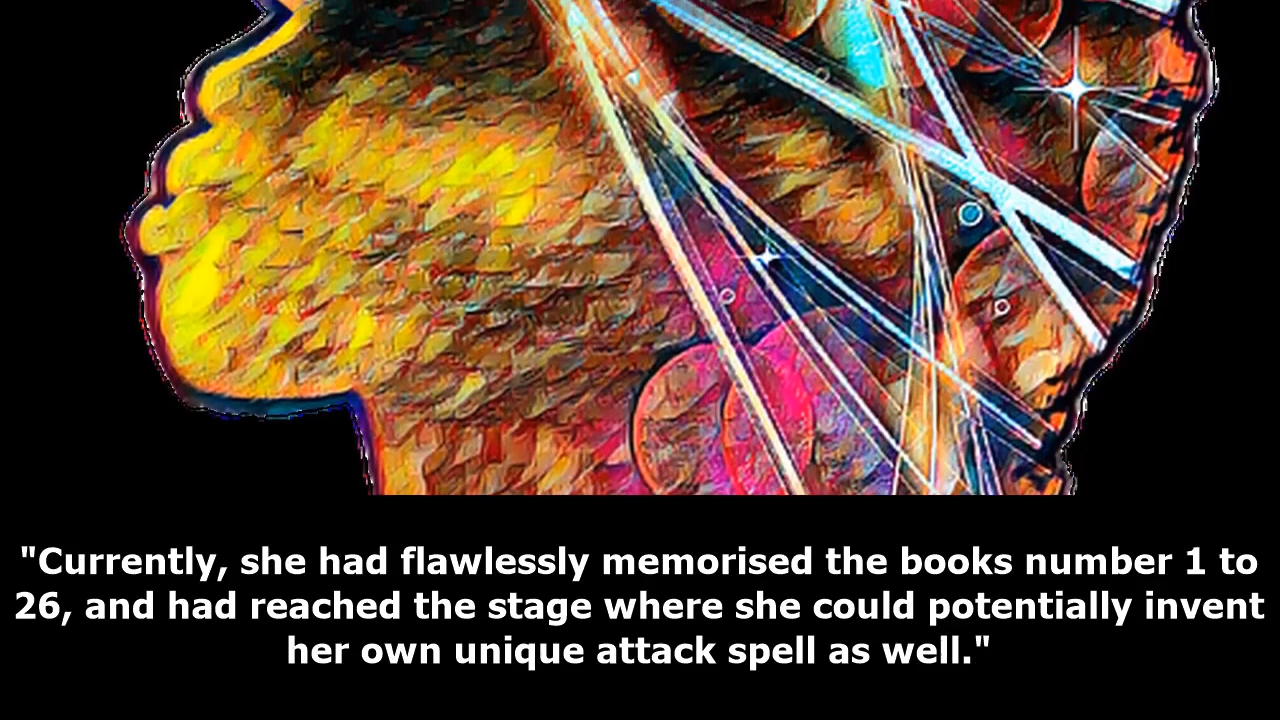 "Currently, she had flawlessly memorised the books number 1 to
26, and had reached the stage where she could potentially invent
her own unique attack spell as well."